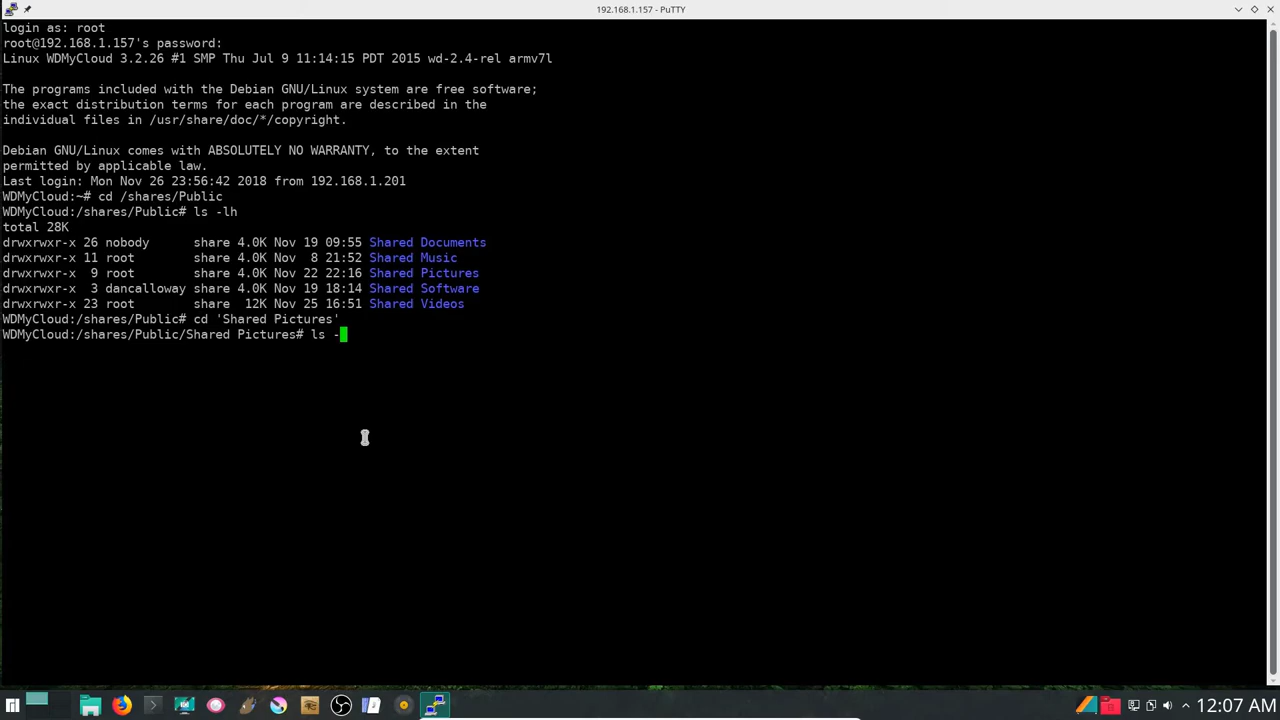 192.168.1.157 - PuTTY
login as: root
root@192.168.1.157's password:
Linux WDMyCloud 3.2.26 #1 SMP Thu Jul 9 11:14:15 PDT 2015 wd-2.4-rel armv7l
The programs included with the Debian GNU/Linux system are free software;
the exact distribution terms for each program are described in the
individual files in /usr/share/doc/*/copyright.
Debian GNU/Linux comes with ABSOLUTELY NO WARRANTY, to the extent
permitted by applicable law.
Last login: Mon Nov 26 23:56:42 2018 from 192.168.1.201
WDMyCloud:~# cd /shares/Public
WDMyCloud:/shares/Public# ls -lh
total 28K
drwxrwxr-x 26 nobody      share 4.0K Nov 19 09:55 Shared Documents
drwxrwxr-x 11 root        share 4.0K Nov  8 21:52 Shared Music
drwxrwxr-x  9 root        share 4.0K Nov 22 22:16 Shared Pictures
drwxrwxr-x  3 dancalloway share 4.0K Nov 19 18:14 Shared Software
drwxrwxr-x 23 root        share  12K Nov 25 16:51 Shared Videos
WDMyCloud:/shares/Public# cd 'Shared Pictures'
WDMyCloud:/shares/Public/Shared Pictures# ls -
12:07 AM